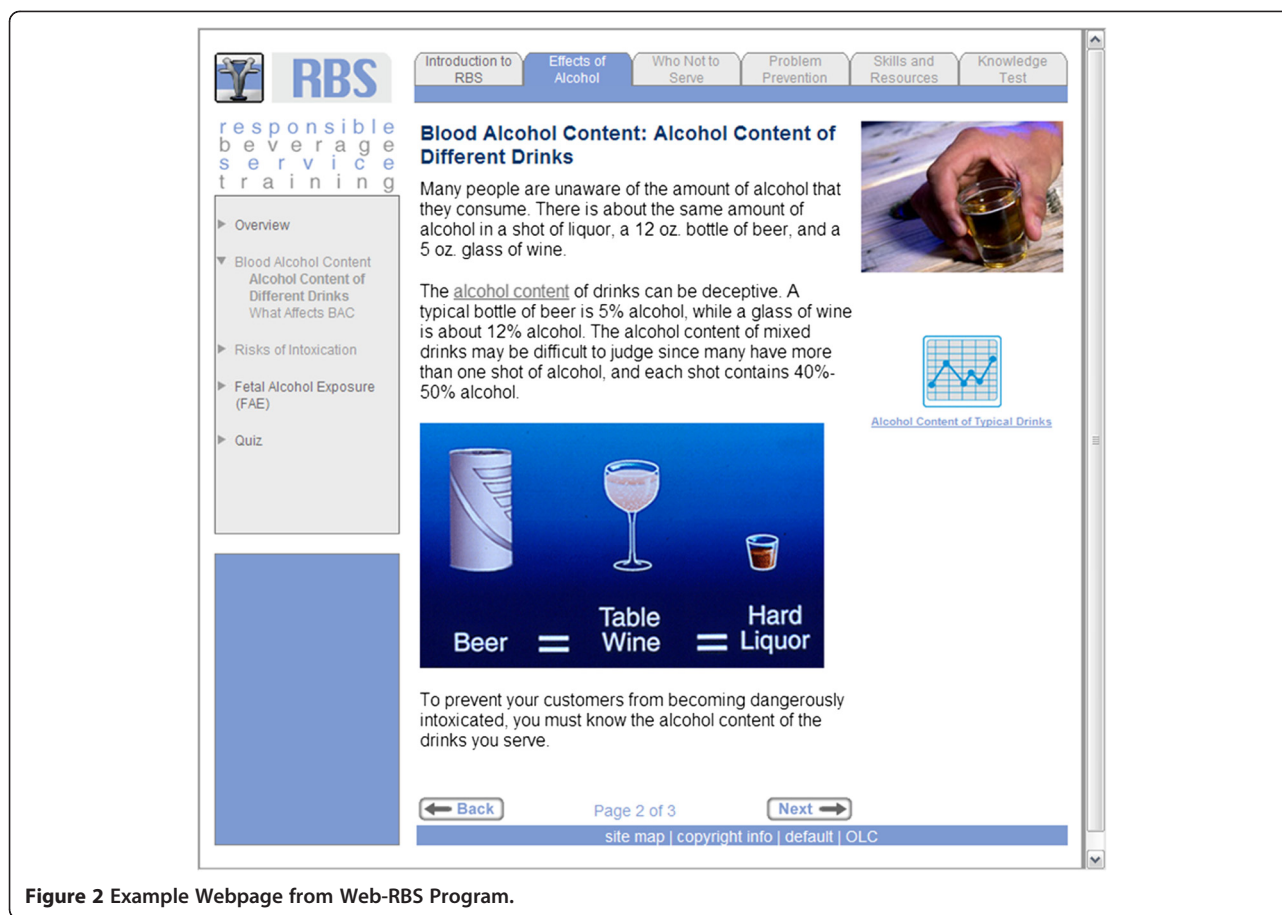 RBS
responsible
beverage
service
training
Introduction to
RBS
Effects of
Alcohol
Who Not to
Serve
Problem
Prevention
Skills and
Resources
Knowledge
Test
Overview
Blood Alcohol Content
Alcohol Content of
Different Drinks
What Affects BAC
Risks of Intoxication
Fetal Alcohol Exposure
(FAE)
Quiz
Blood Alcohol Content: Alcohol Content of
Different Drinks
Many people are unaware of the amount of alcohol that
they consume. There is about the same amount of
alcohol in a shot of liquor, a 12 oz. bottle of beer, and a
5 oz. glass of wine.
The alcohol content of drinks can be deceptive. A
typical bottle of beer is 5% alcohol, while a glass of wine
is about 12% alcohol. The alcohol content of mixed
drinks may be difficult to judge since many have more
than one shot of alcohol, and each shot contains 40%-
50% alcohol.
Alcohol Content of Typical Drinks
Beer = Table Wine = Hard Liquor
To prevent your customers from becoming dangerously
intoxicated, you must know the alcohol content of the
drinks you serve.
Back
Page 2 of 3
Next
site map | copyright info | default | OLC
Figure 2 Example Webpage from Web-RBS Program.